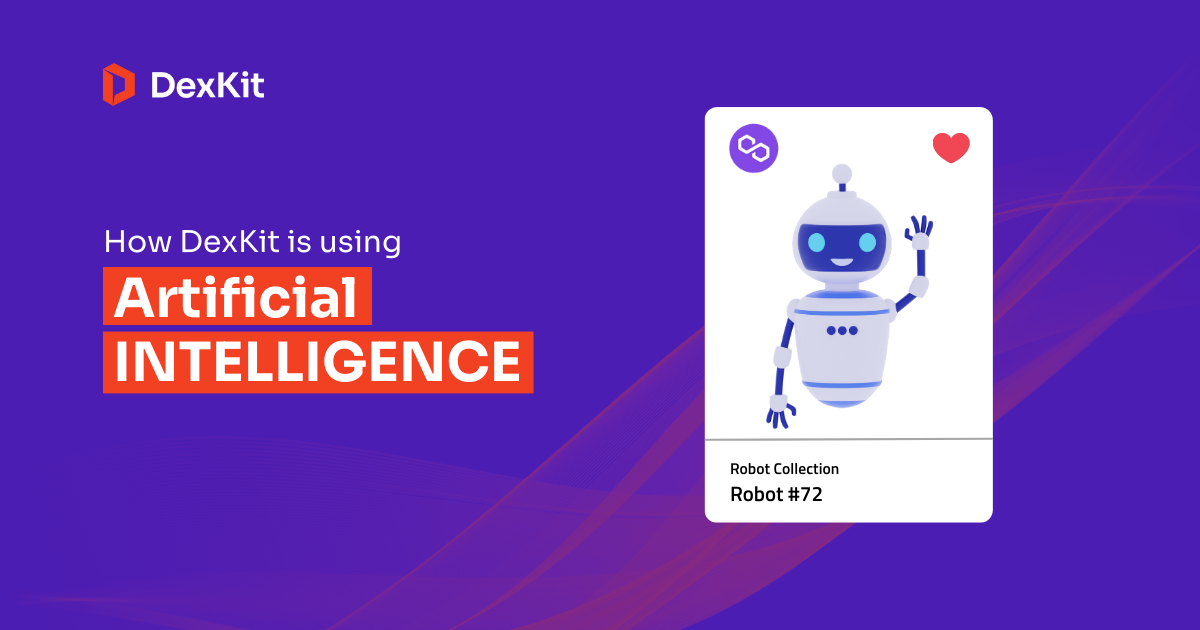 DexKit
How DexKit is using
Artificial
INTELLIGENCE
Robot Collection
Robot #72